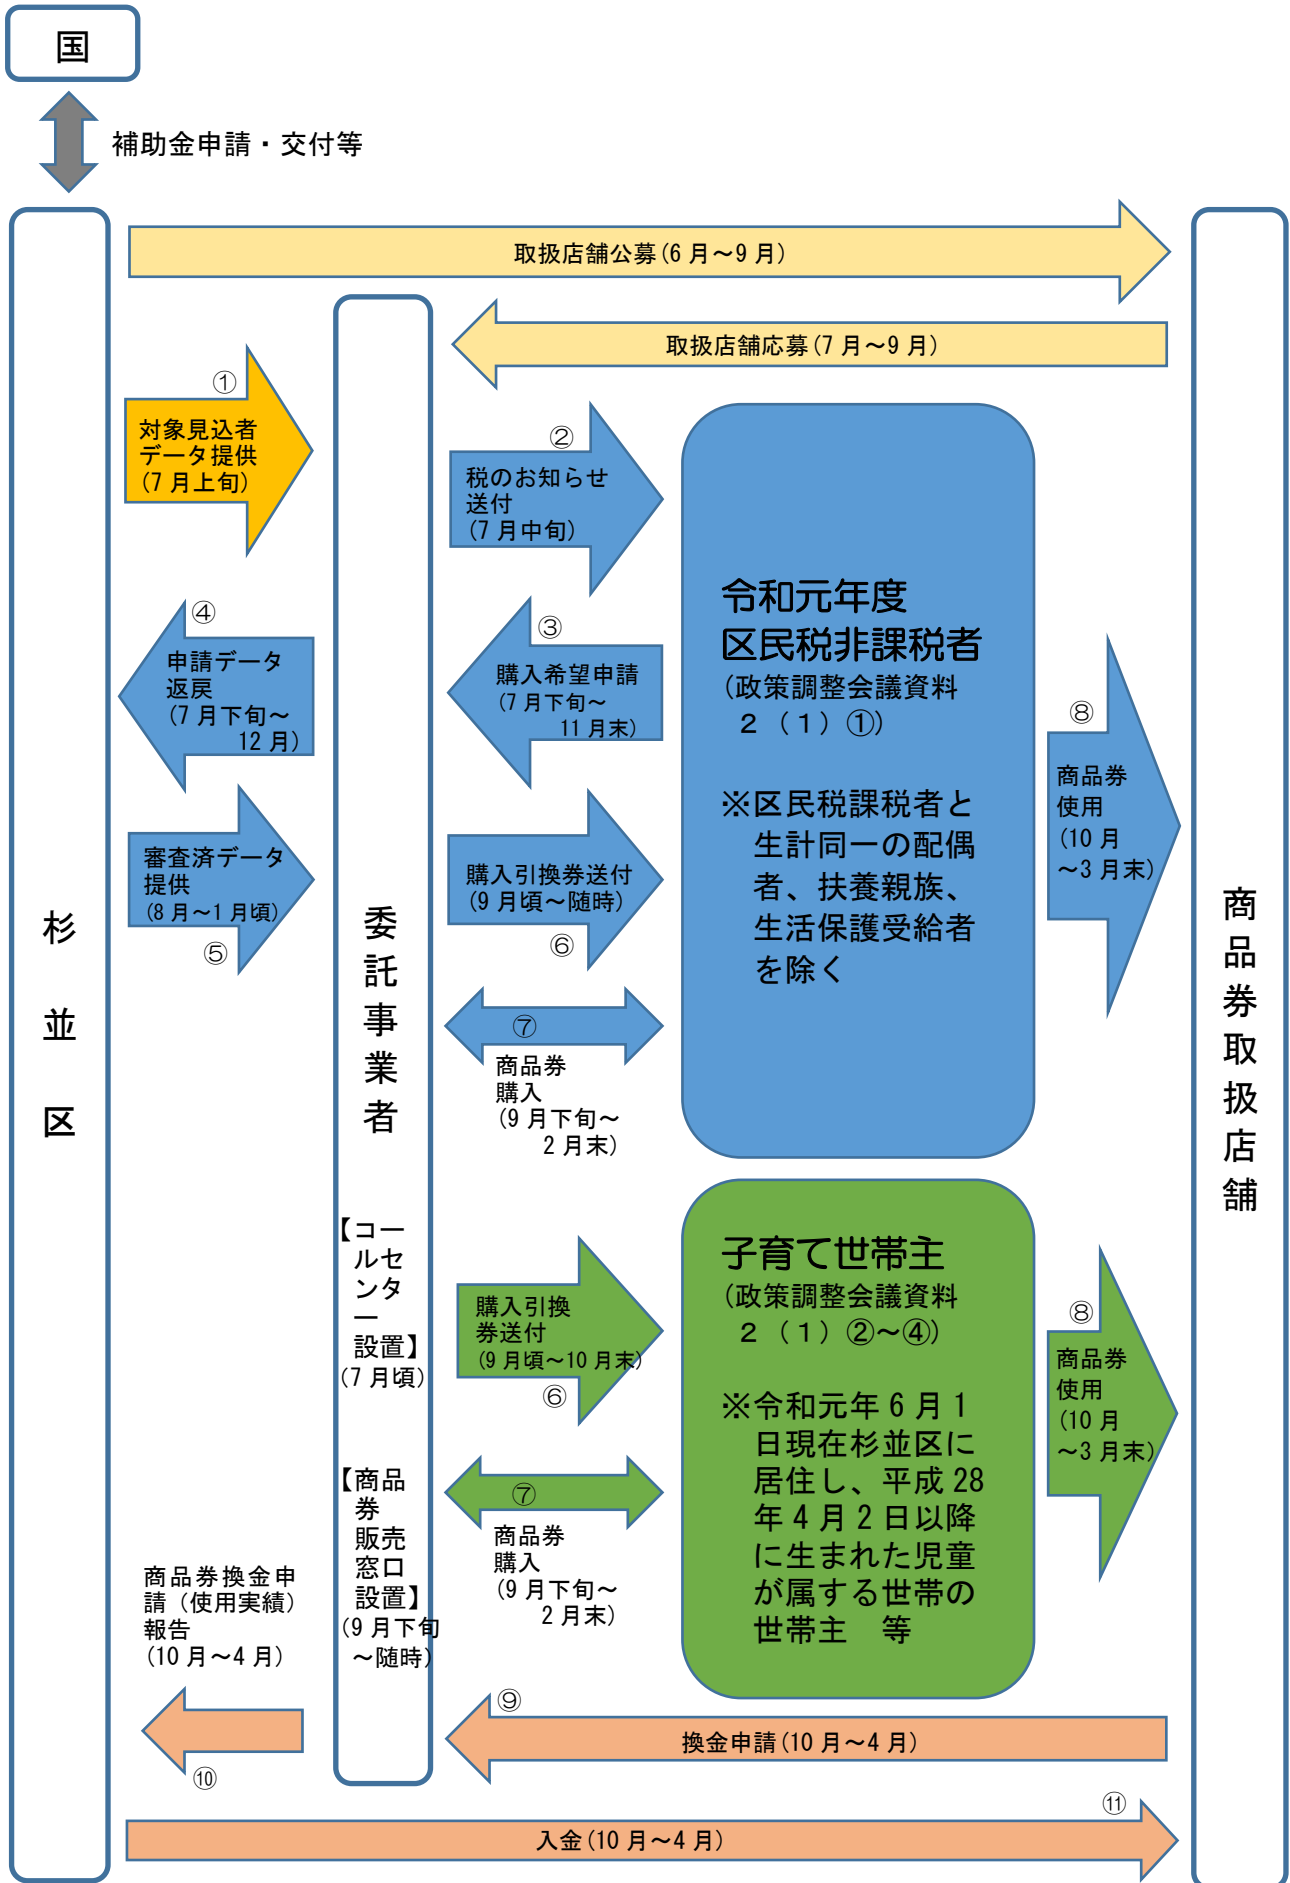 国
補助金申請・交付等
取扱店舗公募(6月～9月)
取扱店舗応募(7月～9月)
①
対象見込者
データ提供
(7月上旬)
②
税のお知らせ
送付
(7月中旬)
④
申請データ
返戻
(7月下旬～
12月)
③
購入希望申請
(7月下旬～
11月末)
審査済データ
提供
(8月～1月頃)
⑤
購入引換券送付
(9月頃～随時)
⑥
⑦
商品券
購入
(9月下旬～
2月末)
令和元年度
区民税非課税者
(政策調整会議資料
2（1）①)
※区民税課税者と
生計同一の配偶
者、扶養親族、
生活保護受給者
を除く
⑧
商品券
使用
(10月
～3月末)
杉並区
委託事業者
【コー
ルセ
ンタ
ー
設置】
(7月頃)
【商品
券
販売
窓口
設置】
(9月下旬
～随時)
商品券取扱店舗
購入引換
券送付
(9月頃～10月末)
⑥
⑦
商品券
購入
(9月下旬～
2月末)
子育て世帯主
(政策調整会議資料
2（1）②～④)
※令和元年6月1
日現在杉並区に
居住し、平成28
年4月2日以降
に生まれた児童
が属する世帯の
世帯主　等
⑧
商品券
使用
(10月
～3月末)
商品券換金申
請（使用実績）
報告
(10月～4月)
⑩
⑨
換金申請(10月～4月)
⑪
入金(10月～4月)